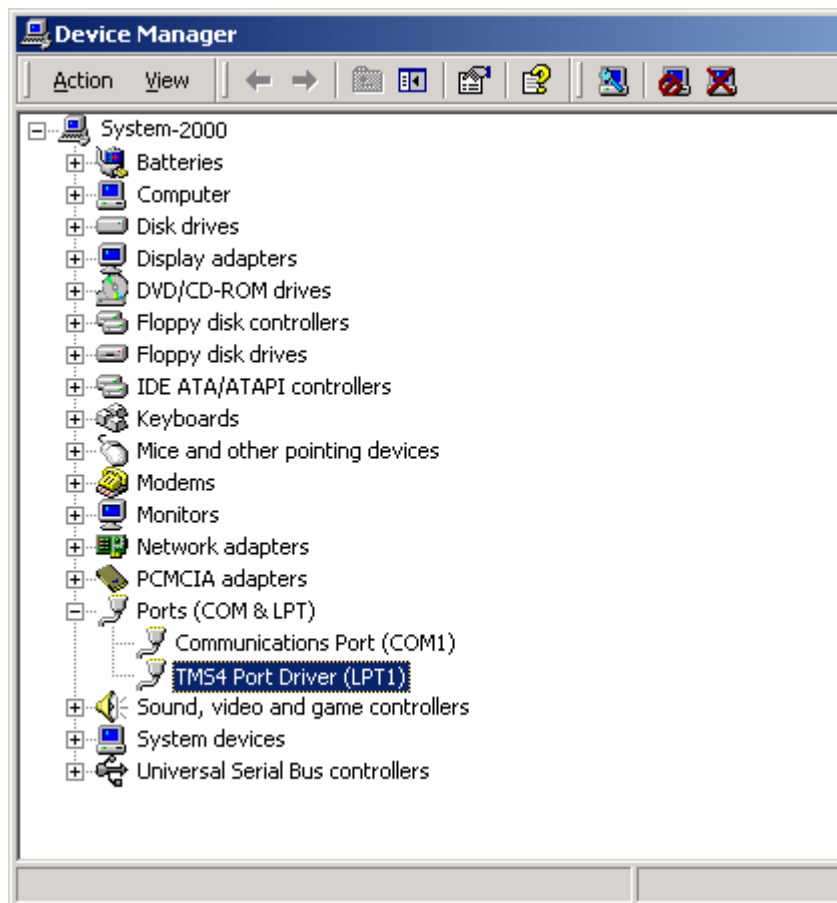 Device Manager
Action View
System-2000
Batteries
Computer
Disk drives
Display adapters
DVD/CD-ROM drives
Floppy disk controllers
Floppy disk drives
IDE ATA/ATAPI controllers
Keyboards
Mice and other pointing devices
Modems
Monitors
Network adapters
PCMCIA adapters
Ports (COM & LPT)
Communications Port (COM1)
TMS4 Port Driver (LPT1)
Sound, video and game controllers
System devices
Universal Serial Bus controllers